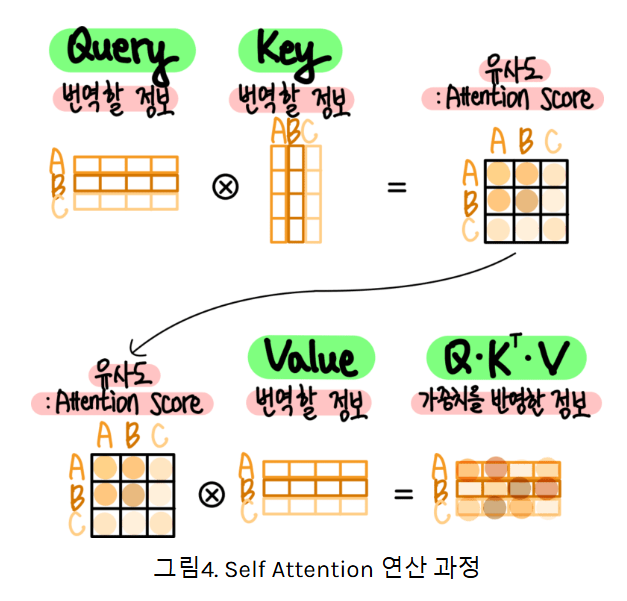 Query
Key
유사도
번역할 정보
번역할 정보
: Attention Score
A B C
A B C
A
B
C
⊗
=
A
B
C
유사도
: Attention Score
Value
번역할 정보
Q·K^T·V
가중치를 반영한 정보
A B C
A
B
C
⊗
A
B
C
=
A
B
C
그림4. Self Attention 연산 과정